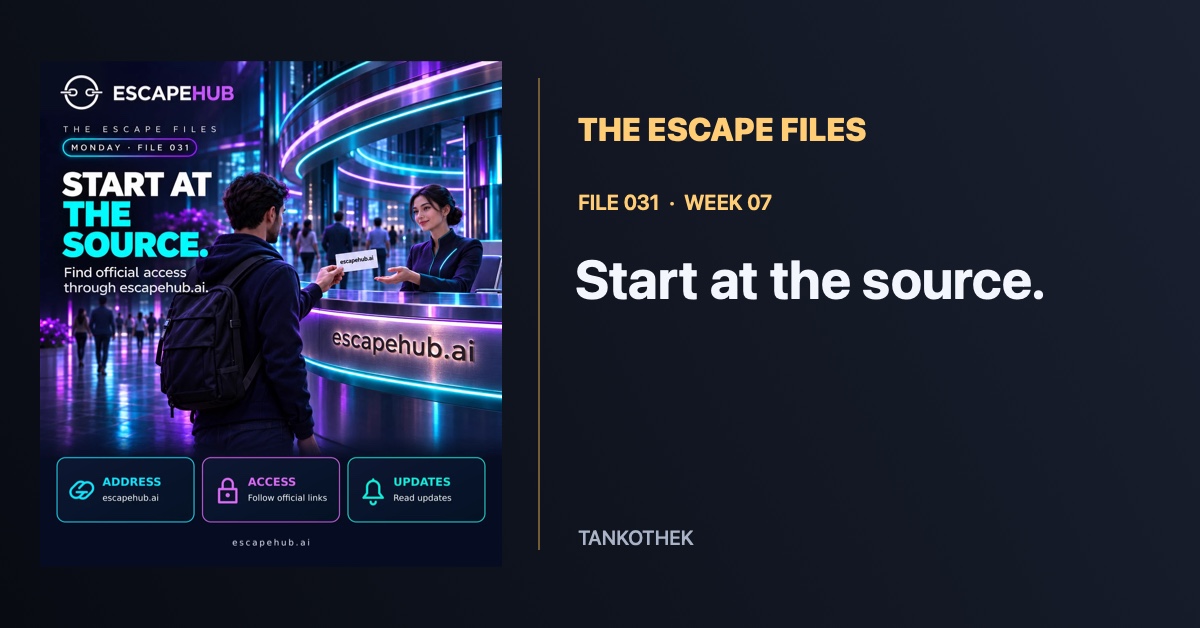 ESCAPEHUB
THE ESCAPE FILES
MONDAY · FILE 031
START AT
THE
SOURCE.
Find official access
through escapehub.ai.
escapehub.ai
escapehub.ai
ADDRESS
escapehub.ai
ACCESS
Follow official links
UPDATES
Read updates
escapehub.ai
THE ESCAPE FILES
FILE 031 · WEEK 07
Start at the source.
TANKOTHEK